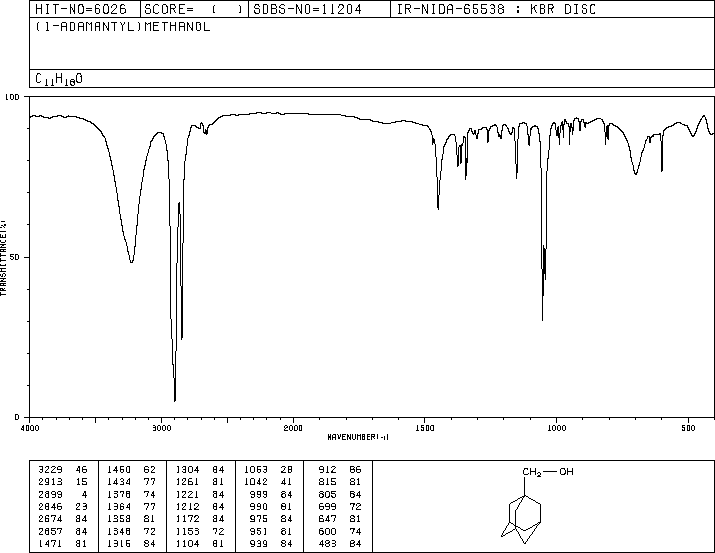 HIT-NO=6026 SCORE= ( ) SDBS-NO=11204 IR-NIDA-65538 : KBR DISC
(1-ADAMANTYL)METHANOL
C11H18O
100
50
0
TRANSMITTANCE(%)
4000 3000 2000 1500 1000 500
WAVENUMBER(-1)
3229 46 1450 62 1304 84 1053 28 912 86
2913 15 1434 77 1261 81 1042 41 815 81
2899 4 1378 74 1221 84 999 84 805 84
2846 23 1364 77 1212 84 990 81 699 72
2674 84 1358 81 1172 84 975 84 647 81
2657 84 1348 72 1153 72 951 81 600 74
1471 81 1316 84 1104 81 939 84 483 84
CH2 OH